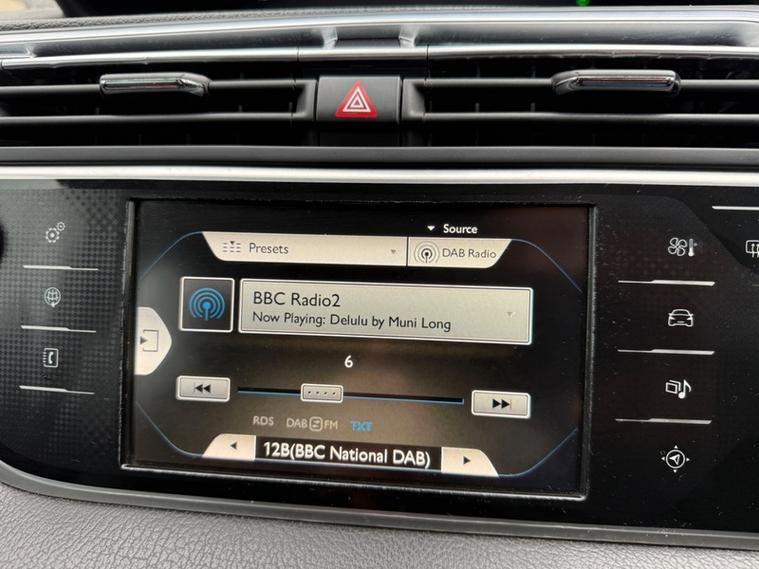 Source
Presets
DAB Radio
BBC Radio2
Now Playing: Delulu by Muni Long
6
RDS DAB FM TXT
12B(BBC National DAB)